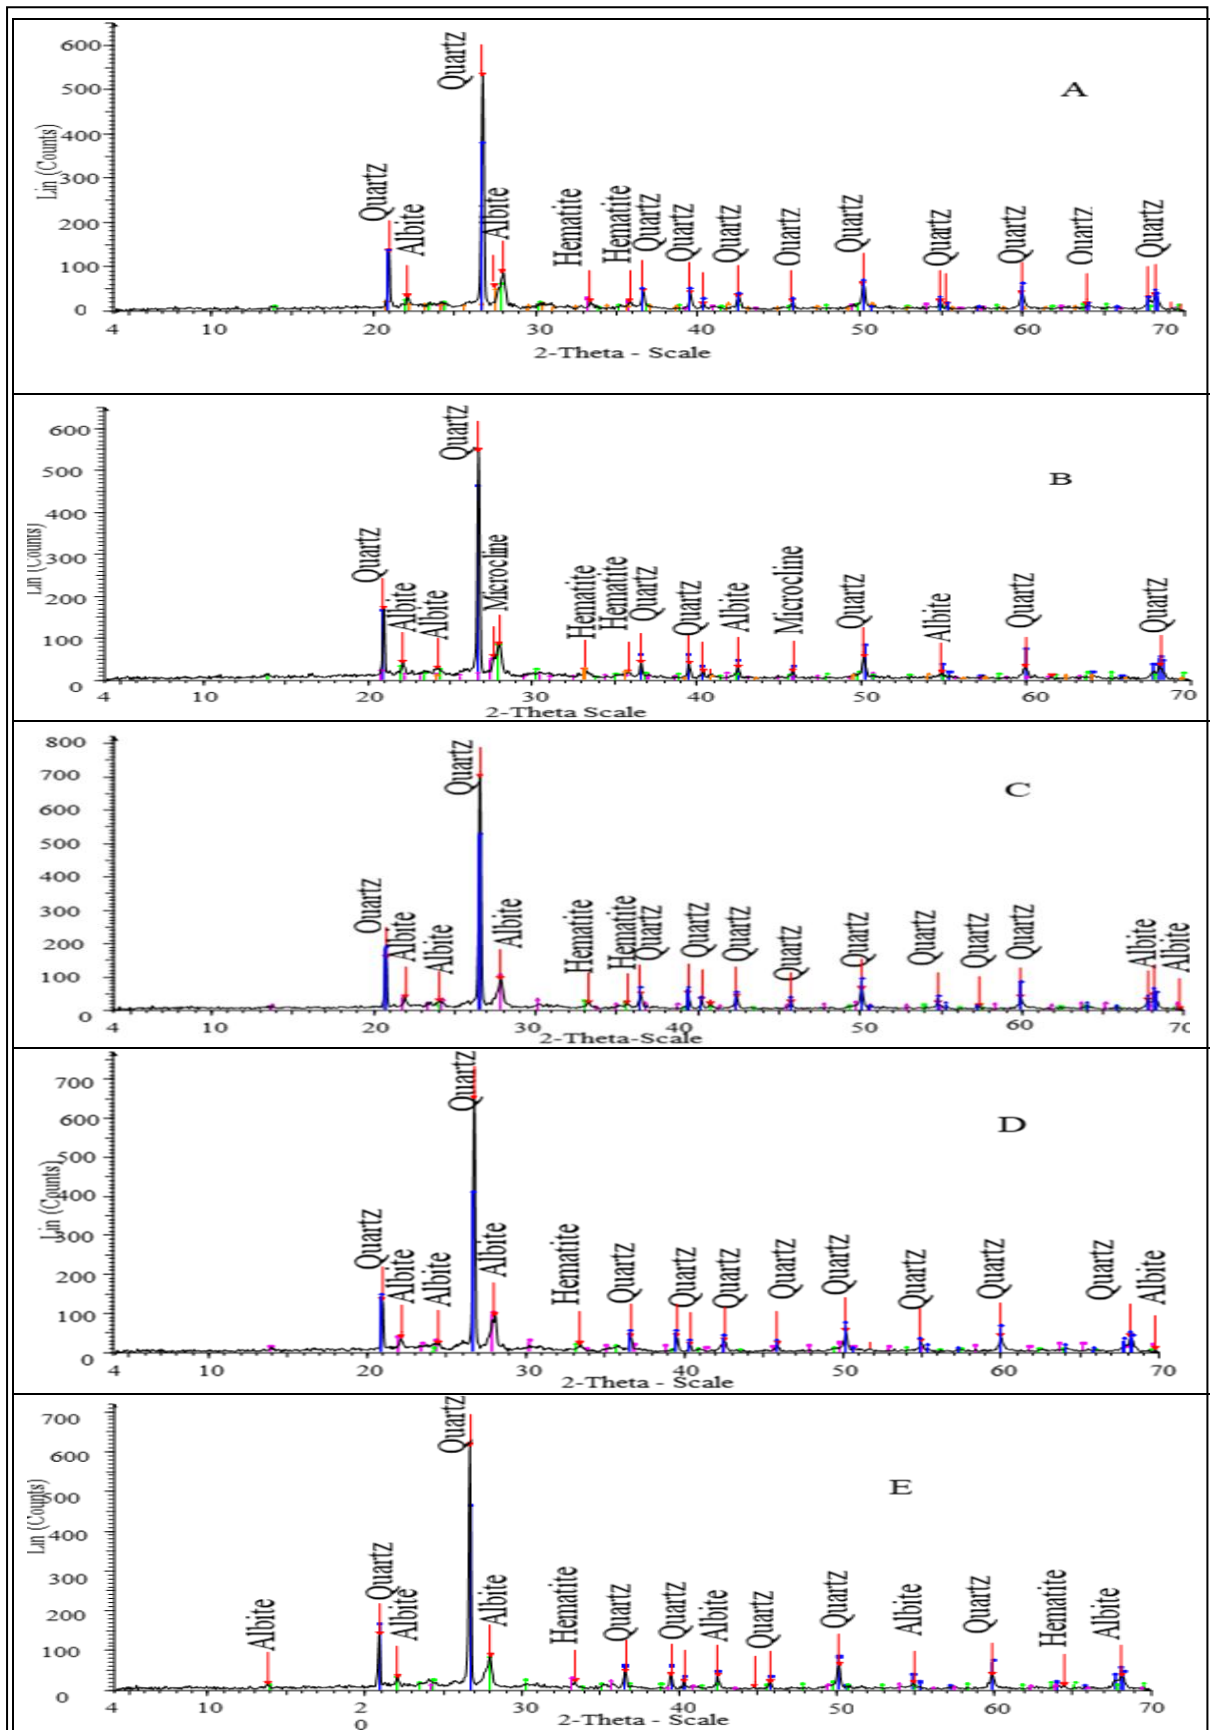 600
500
400
300
200
100
0
Lin (Counts)
Quartz
Albite
Quartz
Albite
Hematite
Hematite
Quartz
Quartz
Quartz
Quartz
Quartz
Quartz
Quartz
Quartz
Quartz
A
4 10 20 30 40 50 60 70
2-Theta - Scale
600
500
400
300
200
100
0
Lin (Counts)
Quartz
Albite
Albite
Quartz
Microcline
Hematite
Hematite
Quartz
Quartz
Albite
Microcline
Quartz
Albite
Quartz
Quartz
B
4 10 20 30 40 50 60 70
2-Theta Scale
800
700
600
500
400
300
200
100
0
Quartz
Albite
Albite
Quartz
Albite
Hematite
Hematite
Quartz
Quartz
Quartz
Quartz
Quartz
Quartz
Quartz
Quartz
Albite
Albite
C
4 10 20 30 40 50 60 70
2-Theta-Scale
700
600
500
400
300
200
100
0
Lin (Counts)
Quartz
Albite
Albite
Quartz
Albite
Hematite
Quartz
Quartz
Quartz
Quartz
Quartz
Quartz
Quartz
Quartz
Albite
D
4 10 20 30 40 50 60 70
2-Theta - Scale
700
600
500
400
300
200
100
0
Lin (Counts)
Albite
Quartz
Albite
Quartz
Albite
Hematite
Quartz
Quartz
Albite
Quartz
Quartz
Albite
Quartz
Hematite
Albite
E
4 10 2 30 40 50 60 70
0
2-Theta - Scale